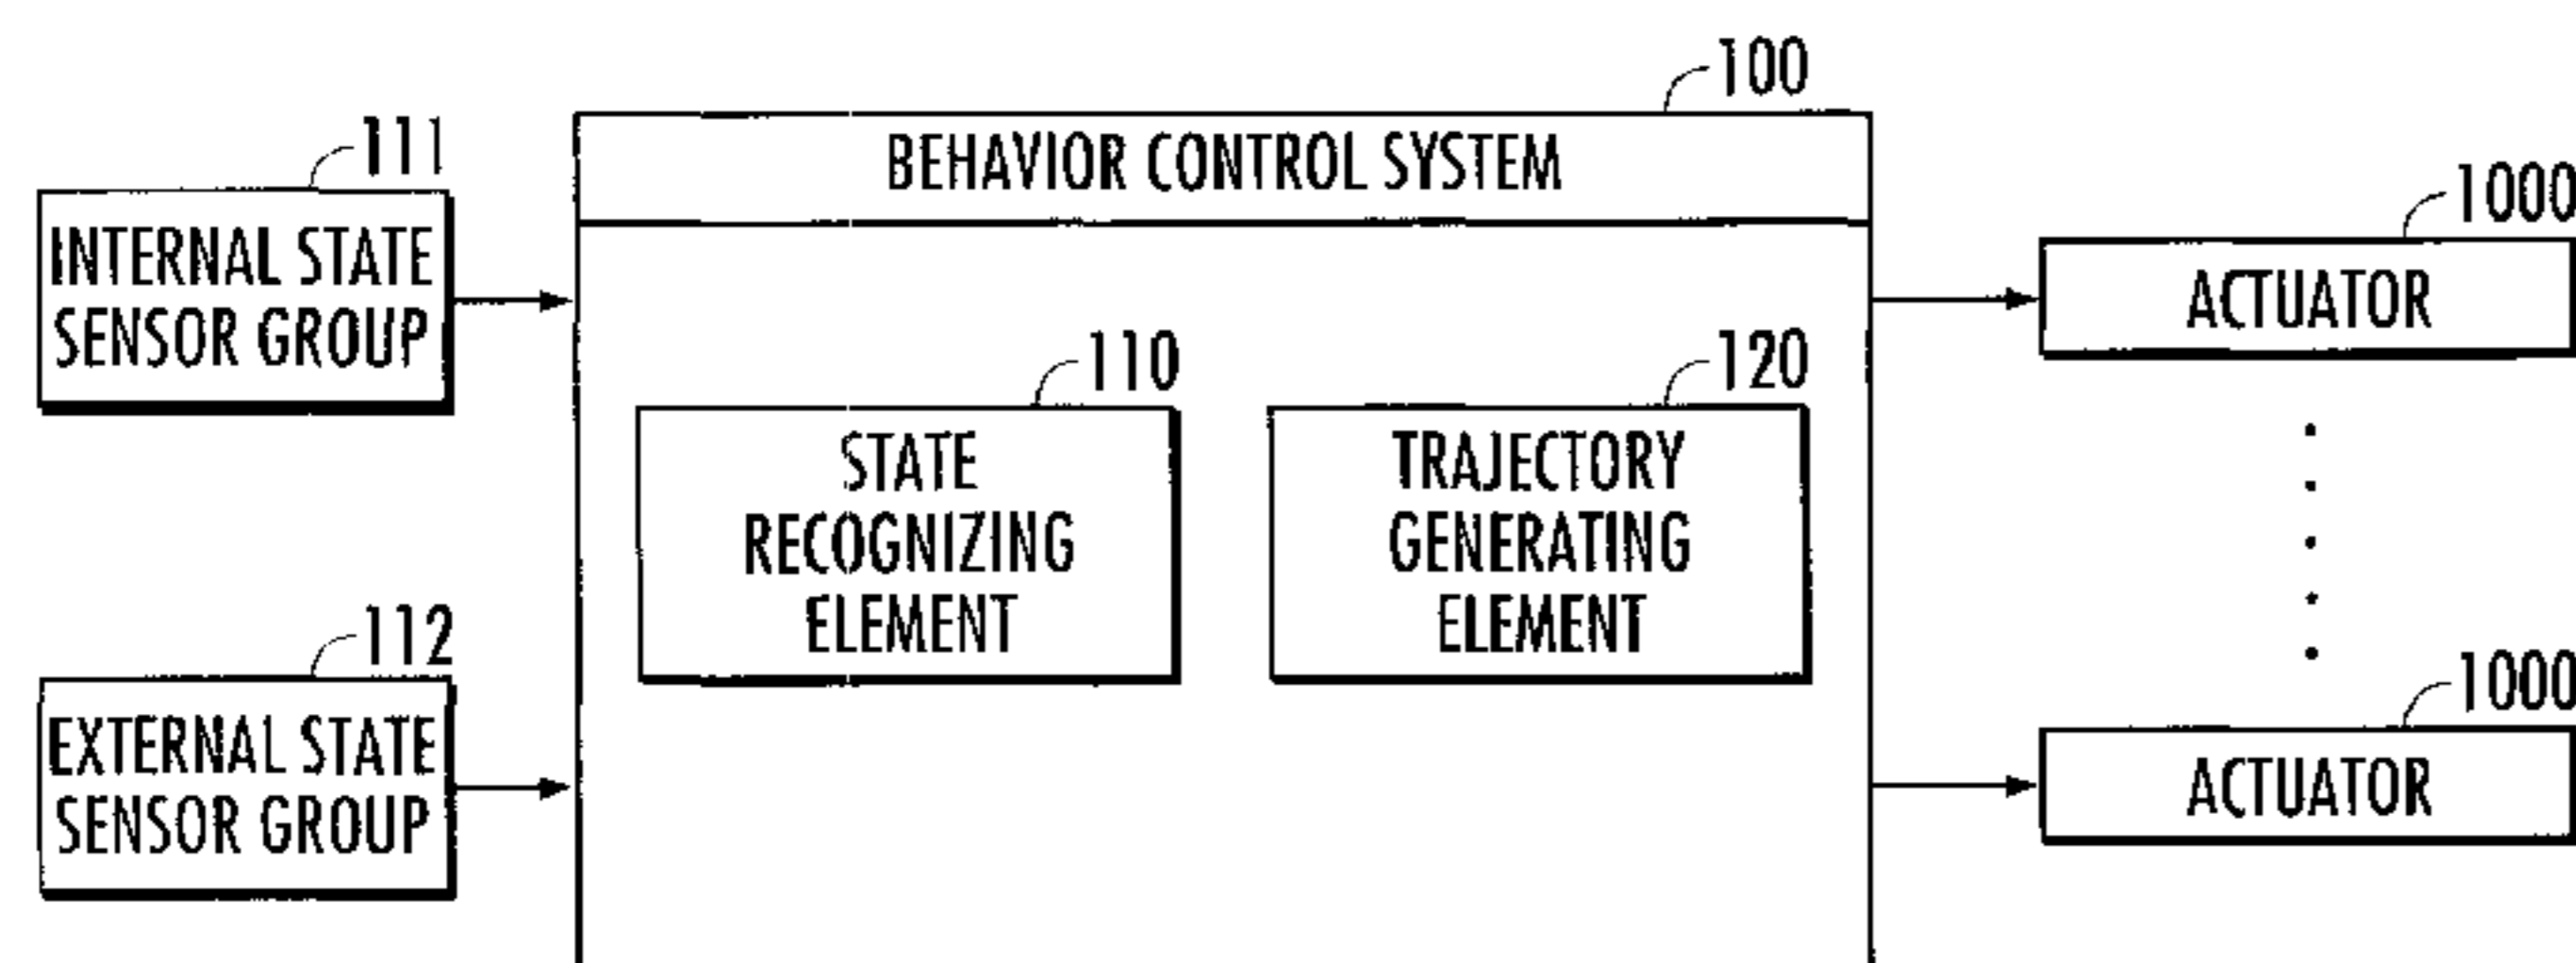 100
BEHAVIOR CONTROL SYSTEM
111
INTERNAL STATE
SENSOR GROUP
1000
ACTUATOR
110
STATE
RECOGNIZING
ELEMENT
120
TRAJECTORY
GENERATING
ELEMENT
112
EXTERNAL STATE
SENSOR GROUP
1000
ACTUATOR